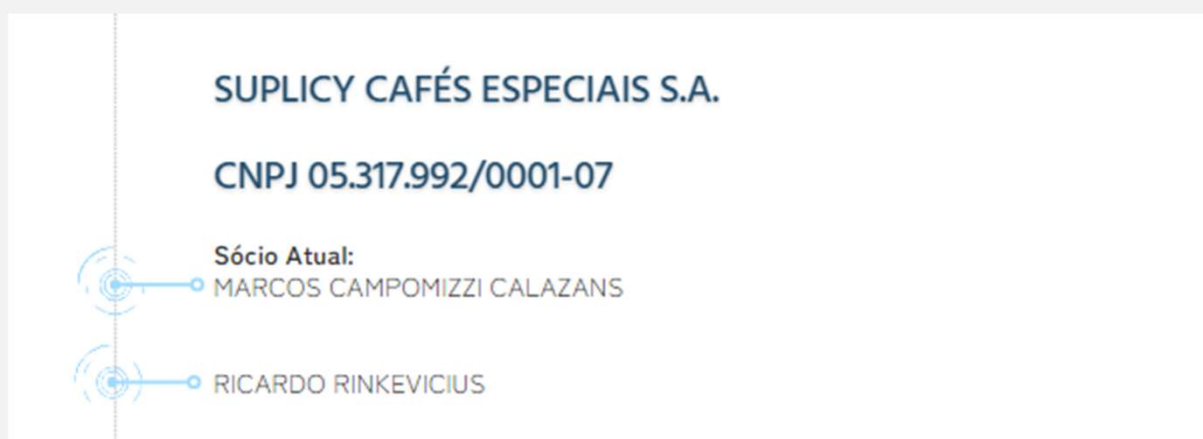 SUPLICY CAFÉS ESPECIAIS S.A.
CNPJ 05.317.992/0001-07
Sócio Atual:
MARCOS CAMPOMIZZI CALAZANS
RICARDO RINKEVICIUS